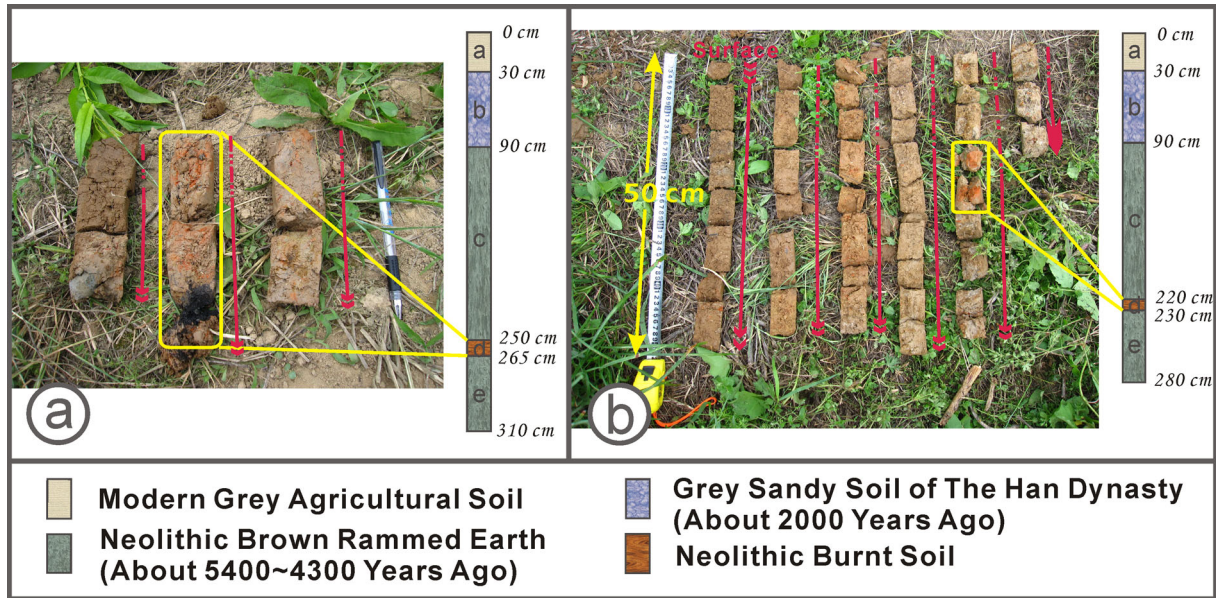 a
b
c
d
e
0 cm
30 cm
90 cm
250 cm
265 cm
310 cm
a
Surface
50 cm
a
b
c
d
e
0 cm
30 cm
90 cm
220 cm
230 cm
280 cm
b
Modern Grey Agricultural Soil
Neolithic Brown Rammed Earth
(About 5400~4300 Years Ago)
Grey Sandy Soil of The Han Dynasty
(About 2000 Years Ago)
Neolithic Burnt Soil